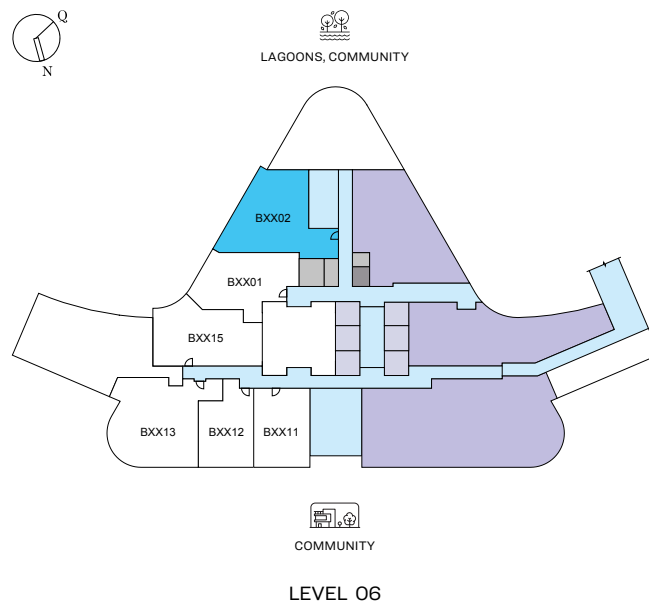 Q
N
LAGOONS, COMMUNITY
BXX02
BXX01
BXX15
BXX13
BXX12
BXX11
COMMUNITY
LEVEL 06